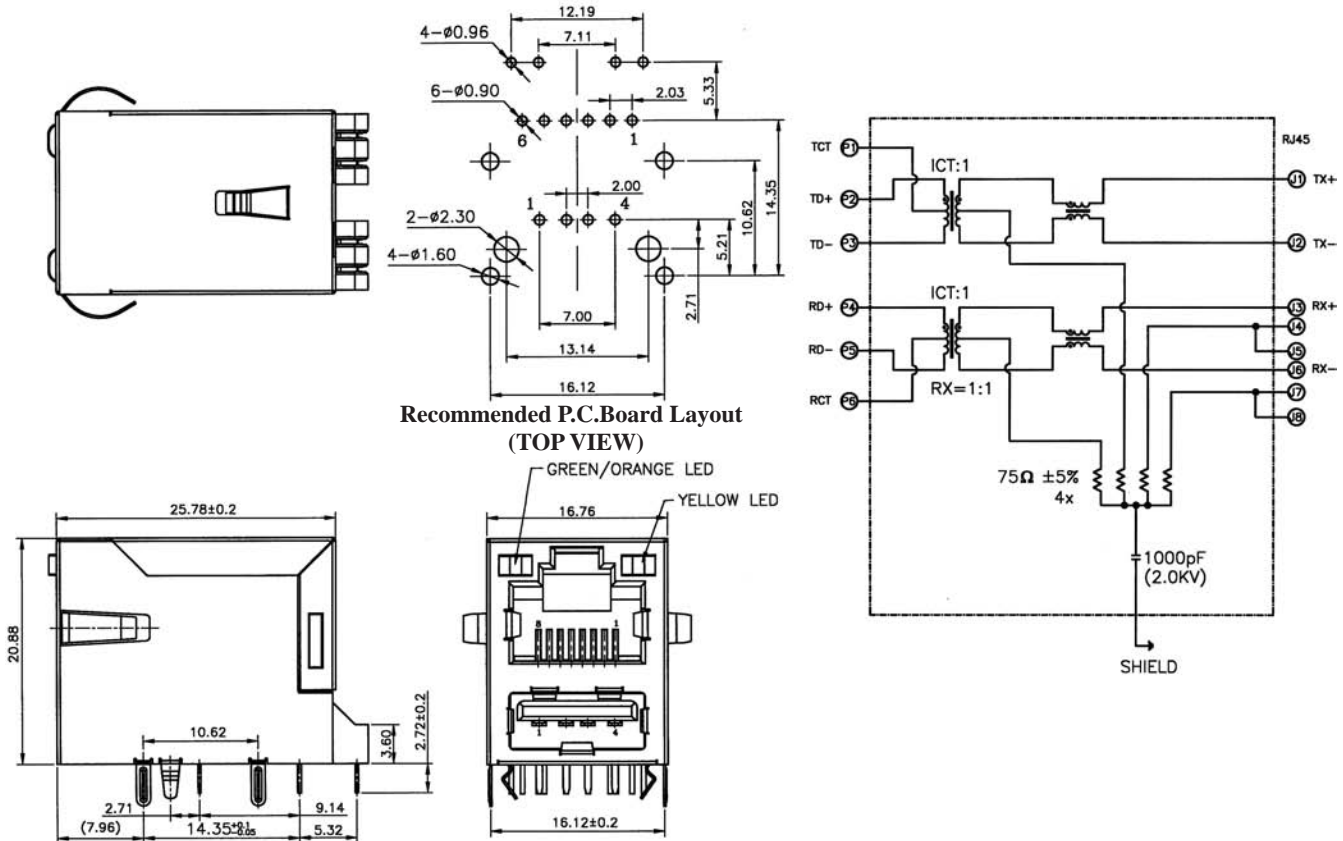 12.19
4-ø0.96
7.11
6-ø0.90
2.03
5.33
6
1
2.00
1
4
2-ø2.30
4-ø1.60
5.21
10.62
14.35
2.71
7.00
13.14
16.12
Recommended P.C.Board Layout
(TOP VIEW)
RJ45
TCT P1
ICT:1
J1 TX+
TD+ P2
TD- P3
J2 TX-
RD+ P4
ICT:1
J3 RX+
J4
RD- P5
J5
J6 RX-
RCT P6
RX=1:1
J7
J8
75Ω ±5%
4x
1000pF
(2.0KV)
SHIELD
GREEN/ORANGE LED
YELLOW LED
25.78±0.2
20.88
10.62
3.60
2.72±0.2
2.71
9.14
(7.96)
14.35+0.1-0.05
5.32
16.76
8
1
1
4
16.12±0.2